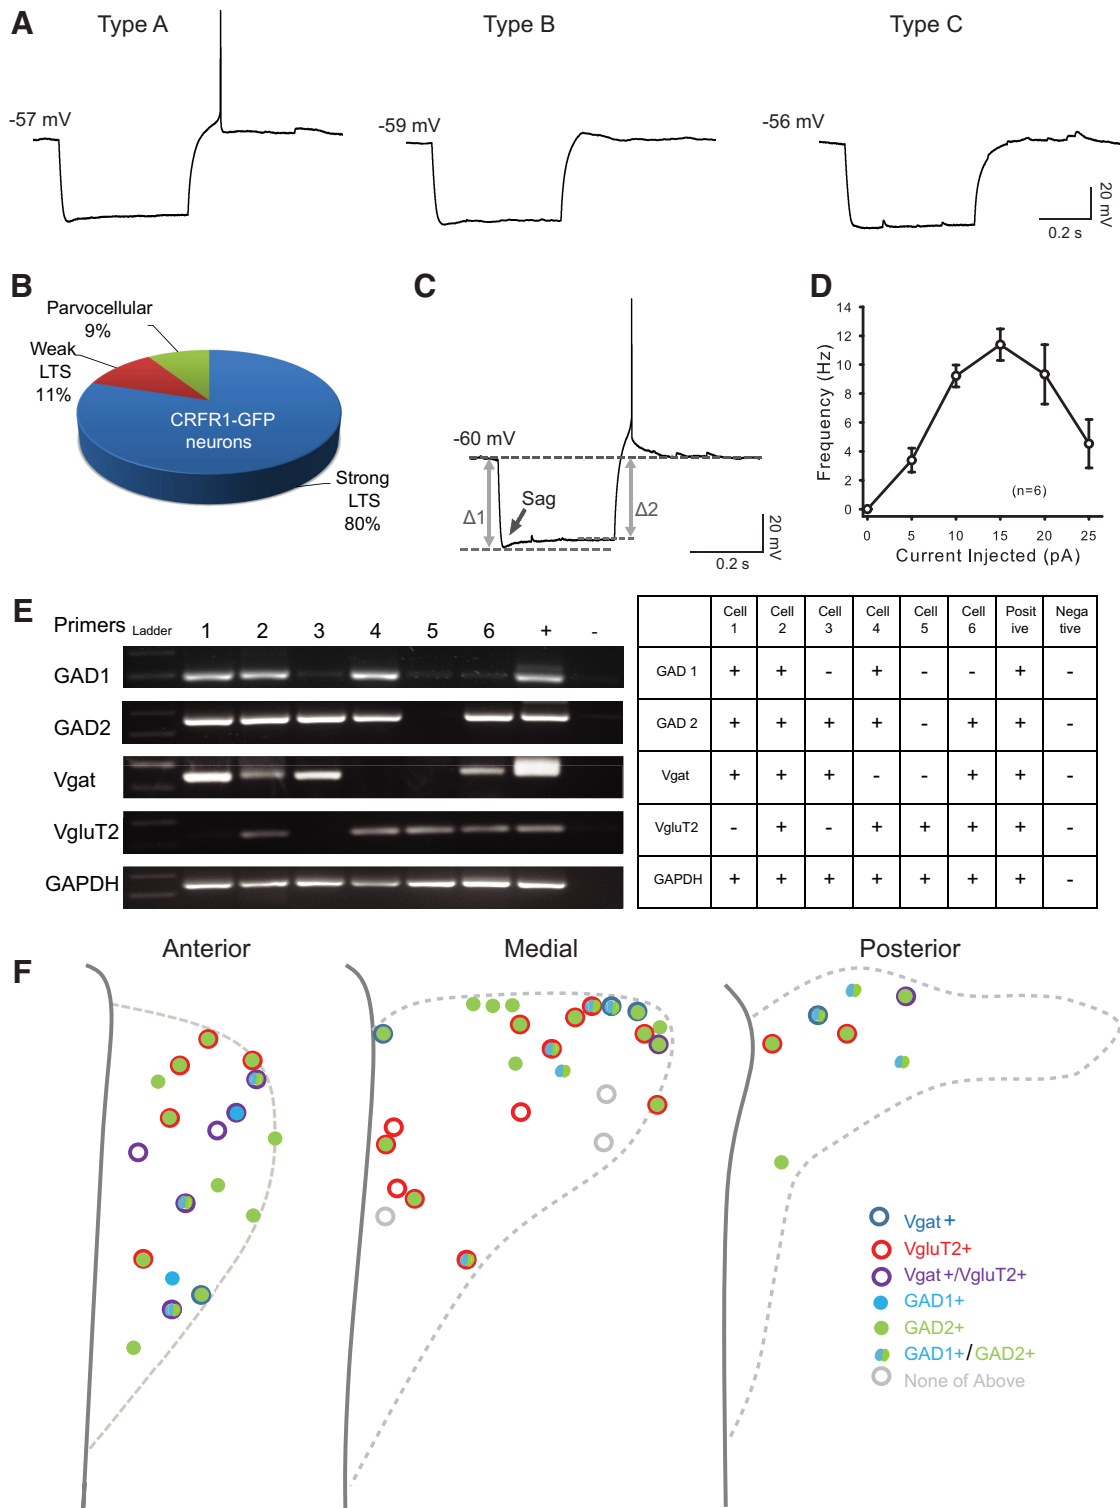 A
Type A
Type B
Type C
-57 mV
-59 mV
-56 mV
20 mV
0.2 s
B
Parvocellular
9%
Weak
LTS
11%
CRFR1-GFP
neurons
Strong
LTS
80%
C
-60 mV
Sag
Δ1
Δ2
20 mV
0.2 s
D
Frequency (Hz)
14
12
10
8
6
4
2
0
(n=6)
0 5 10 15 20 25
Current Injected (pA)
E
Primers Ladder 1 2 3 4 5 6 + -
GAD1
GAD2
Vgat
VgluT2
GAPDH
Cell 1 Cell 2 Cell 3 Cell 4 Cell 5 Cell 6 Posit ive Nega tive
GAD 1 + + - + - - + -
GAD 2 + + + + - + + -
Vgat + + + - - + + -
VgluT2 - + - + + + + -
GAPDH + + + + + + + -
F
Anterior
Medial
Posterior
Vgat+
VgluT2+
Vgat+/VgluT2+
GAD1+
GAD2+
GAD1+/GAD2+
None of Above